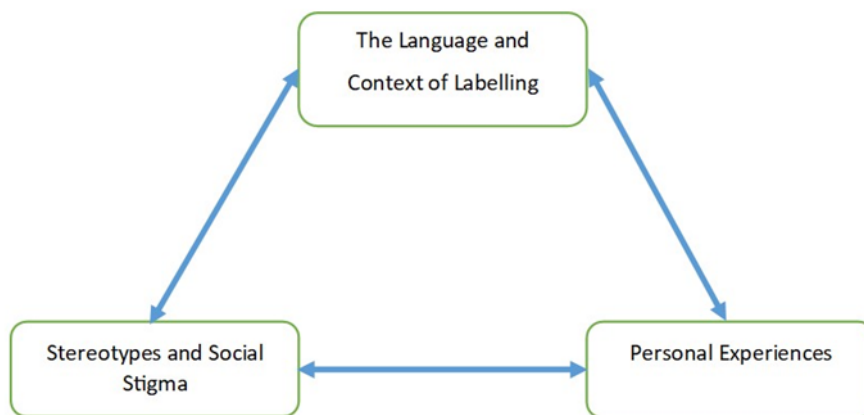 The Language and
Context of Labelling
Stereotypes and Social
Stigma
Personal Experiences